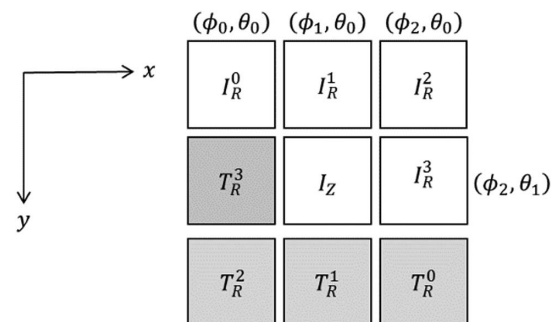 (ϕ₀, θ₀) (ϕ₁, θ₀) (ϕ₂, θ₀)
x
I_R^0 I_R^1 I_R^2
T_R^3 I_Z I_R^3 (ϕ₂, θ₁)
y
T_R^2 T_R^1 T_R^0